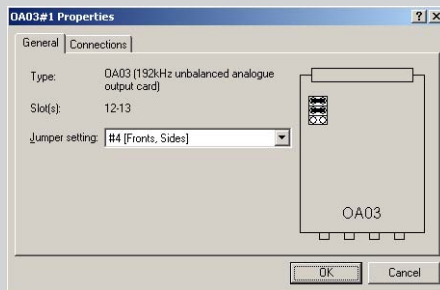 OA03#1 Properties
General Connections
Type: OA03 (192kHz unbalanced analogue
output card)
Slot(s): 12-13
Jumper setting: #4 [Fronts, Sides]
OA03
OK Cancel